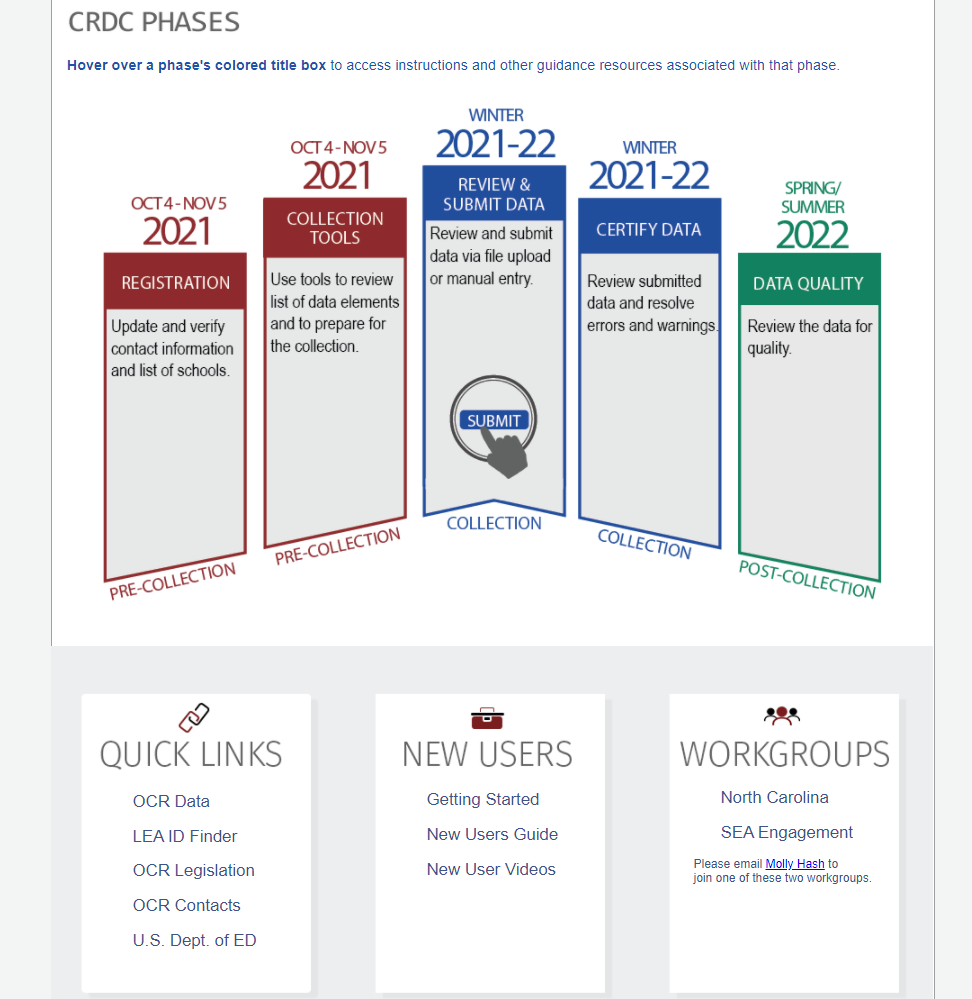 CRDC PHASES
Hover over a phase's colored title box to access instructions and other guidance resources associated with that phase.
OCT 4 - NOV 5
2021
REGISTRATION
Update and verify
contact information
and list of schools.
PRE-COLLECTION
OCT 4 - NOV 5
2021
COLLECTION
TOOLS
Use tools to review
list of data elements
and to prepare for
the collection.
PRE-COLLECTION
WINTER
2021-22
REVIEW &
SUBMIT DATA
Review and submit
data via file upload
or manual entry.
SUBMIT
COLLECTION
WINTER
2021-22
CERTIFY DATA
Review submitted
data and resolve
errors and warnings.
COLLECTION
SPRING/
SUMMER
2022
DATA QUALITY
Review the data for
quality.
POST-COLLECTION
QUICK LINKS
OCR Data
LEA ID Finder
OCR Legislation
OCR Contacts
U.S. Dept. of ED
NEW USERS
Getting Started
New Users Guide
New User Videos
WORKGROUPS
North Carolina
SEA Engagement
Please email Molly Hash to
join one of these two workgroups.